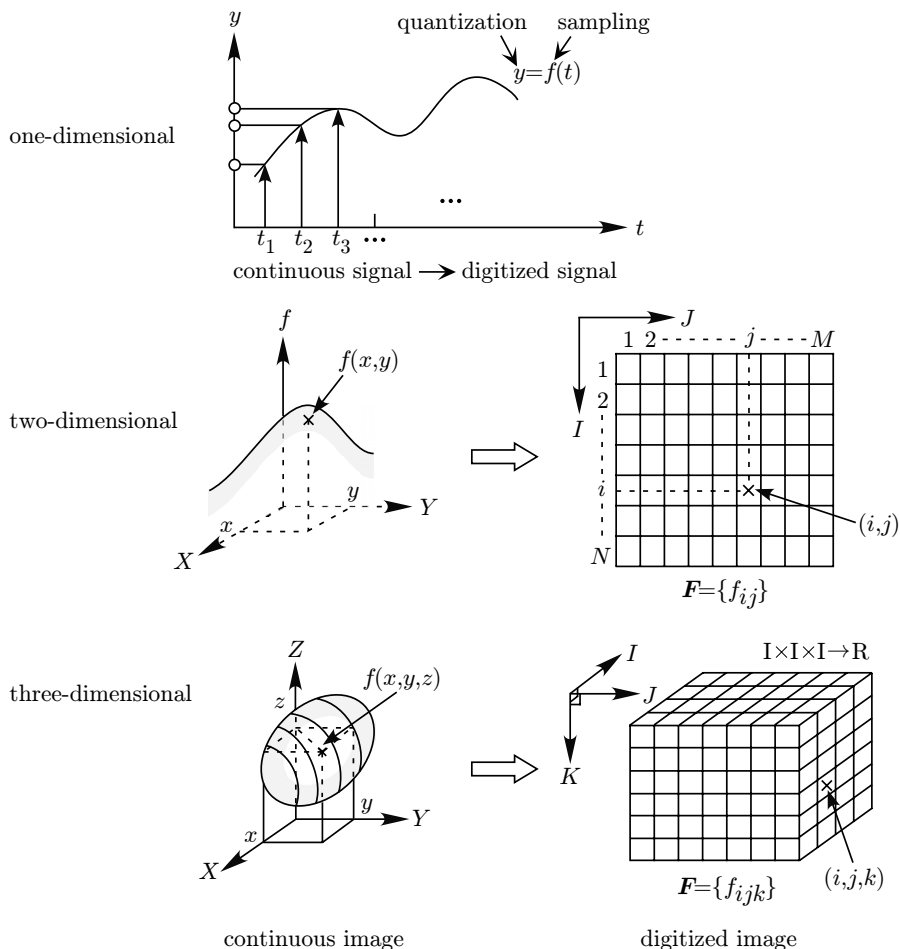 y
quantization sampling
y=f(t)
one-dimensional
t1 t2 t3 ... ...
t
continuous signal → digitized signal
f
f(x,y)
two-dimensional
x
y
X
Y
J
1 2 j M
1
2
I
i
N
(i,j)
F={fij}
three-dimensional
Z
z
f(x,y,z)
x
y
X
Y
I
J
K
I×I×I→R
(i,j,k)
F={fijk}
continuous image digitized image